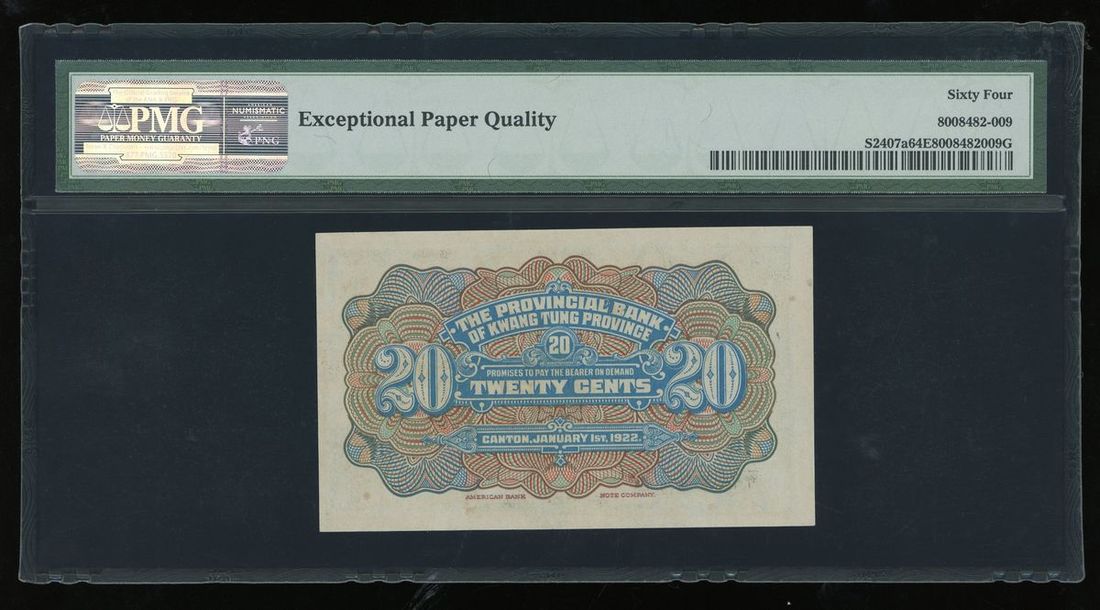 PMG
PAPER MONEY GUARANTY
NUMISMATIC
PNG
Exceptional Paper Quality
Sixty Four
8008482-009
S2407a64E8008482009G
THE PROVINCIAL BANK
OF KWANG TUNG PROVINCE
20
20
20
PROMISES TO PAY THE BEARER ON DEMAND
TWENTY CENTS
CANTON, JANUARY 1ST, 1922.
AMERICAN BANK NOTE COMPANY.